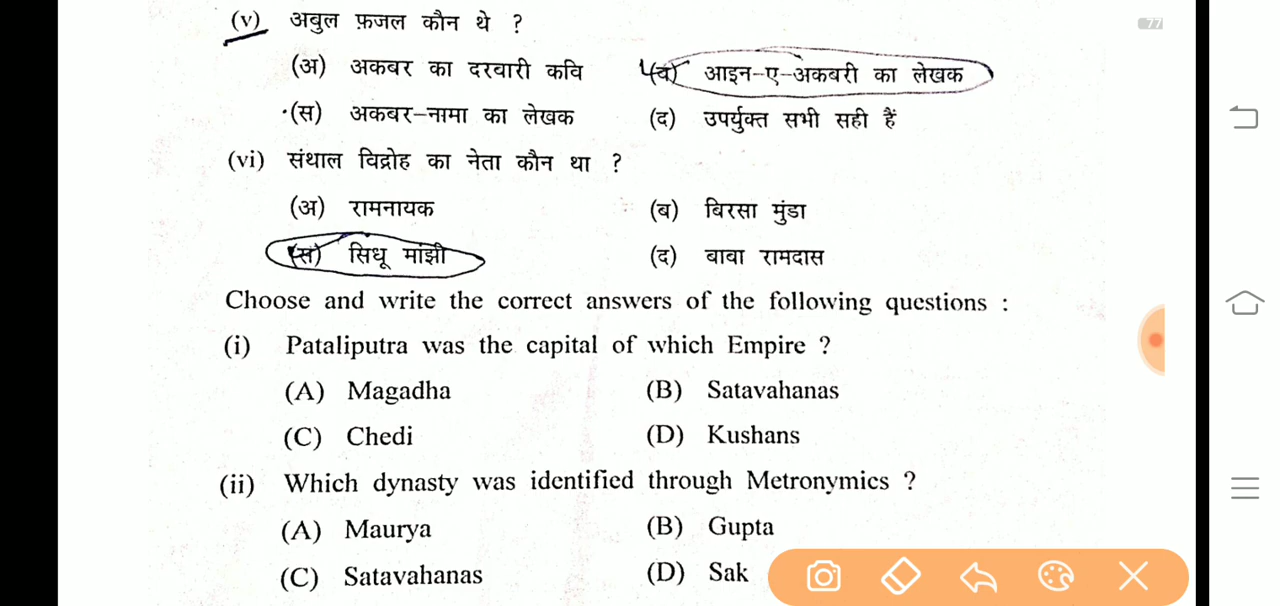 (v) अबुल फ़जल कौन थे ?
77
(अ) अकबर का दरबारी कवि (ब) आइन-ए-अकबरी का लेखक
(स) अकबर-नामा का लेखक (द) उपर्युक्त सभी सही हैं
(vi) संथाल विद्रोह का नेता कौन था ?
(अ) रामनायक (ब) बिरसा मुंडा
(स) सिधू मांझी (द) बाबा रामदास
Choose and write the correct answers of the following questions :
(i) Pataliputra was the capital of which Empire ?
(A) Magadha (B) Satavahanas
(C) Chedi (D) Kushans
(ii) Which dynasty was identified through Metronymics ?
(A) Maurya (B) Gupta
(C) Satavahanas (D) Sak